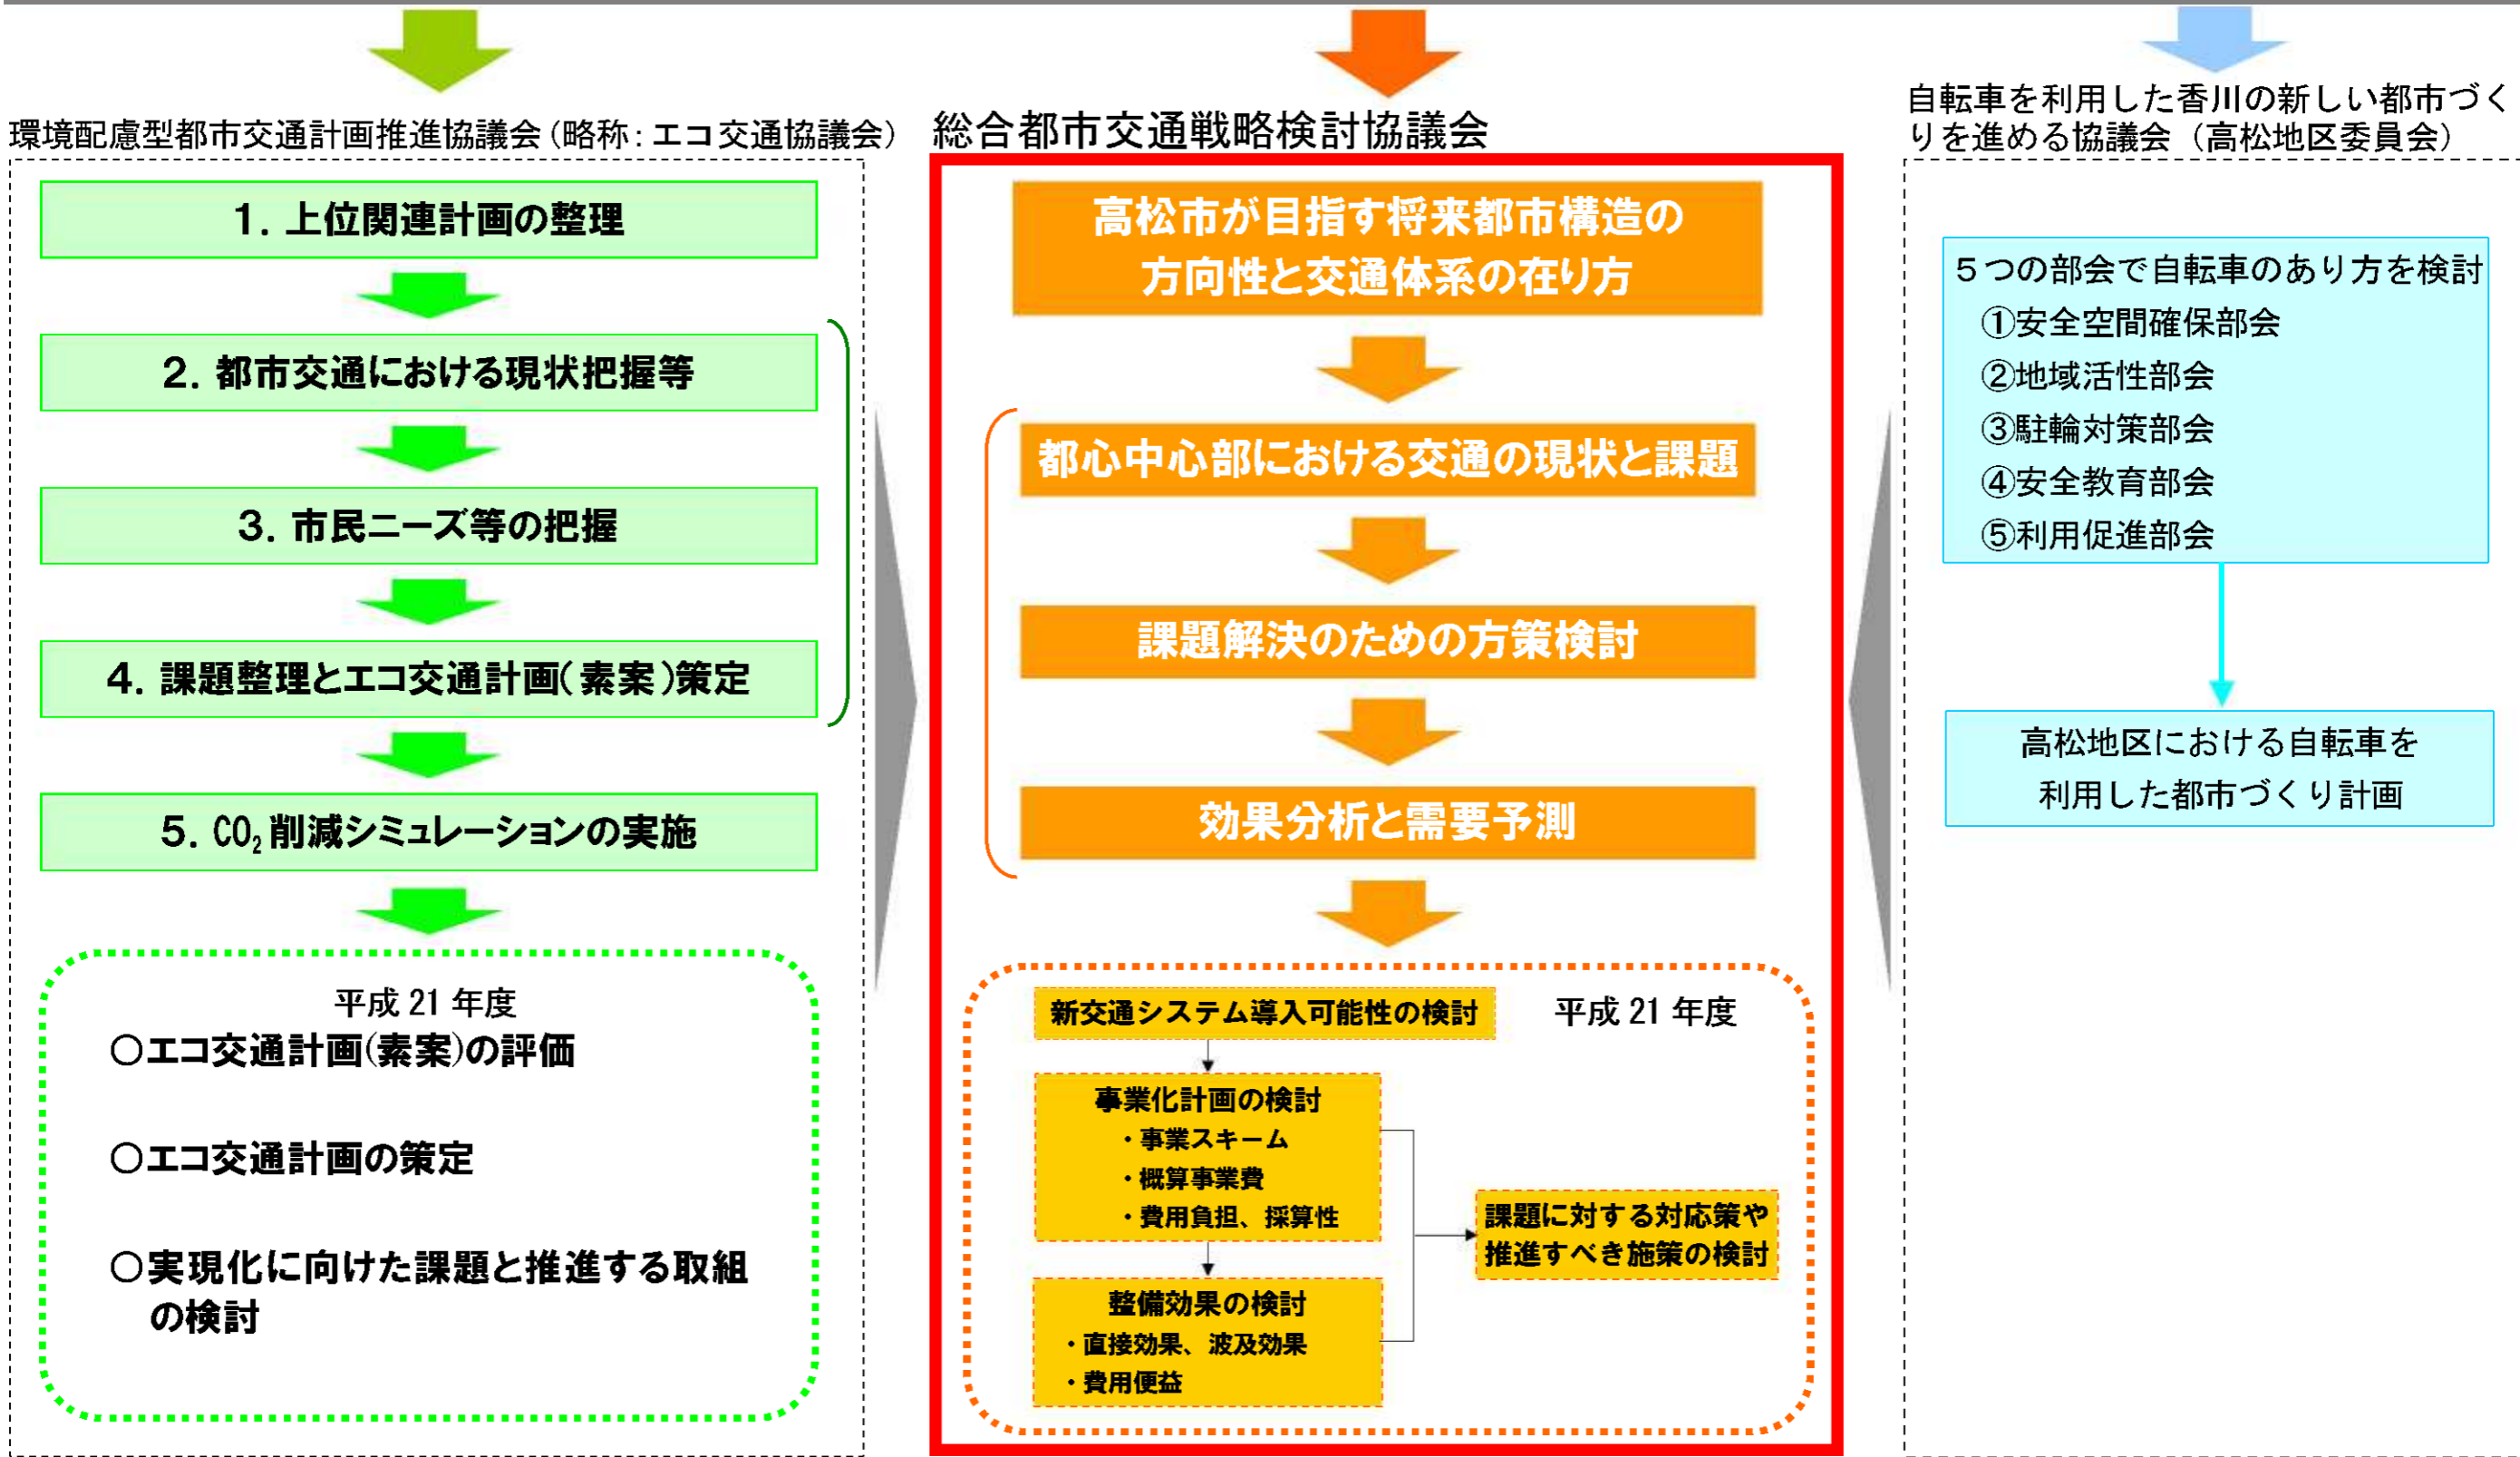 環境配慮型都市交通計画推進協議会(略称：エコ交通協議会)
1．上位関連計画の整理
2．都市交通における現状把握等
3．市民ニーズ等の把握
4．課題整理とエコ交通計画(素案)策定
5．CO₂削減シミュレーションの実施
平成 21 年度
○エコ交通計画(素案)の評価
○エコ交通計画の策定
○実現化に向けた課題と推進する取組
の検討
総合都市交通戦略検討協議会
高松市が目指す将来都市構造の
方向性と交通体系の在り方
都心中心部における交通の現状と課題
課題解決のための方策検討
効果分析と需要予測
新交通システム導入可能性の検討
平成 21 年度
事業化計画の検討
・事業スキーム
・概算事業費
・費用負担、採算性
整備効果の検討
・直接効果、波及効果
・費用便益
課題に対する対応策や
推進すべき施策の検討
自転車を利用した香川の新しい都市づく
りを進める協議会（高松地区委員会）
５つの部会で自転車のあり方を検討
①安全空間確保部会
②地域活性部会
③駐輪対策部会
④安全教育部会
⑤利用促進部会
高松地区における自転車を
利用した都市づくり計画